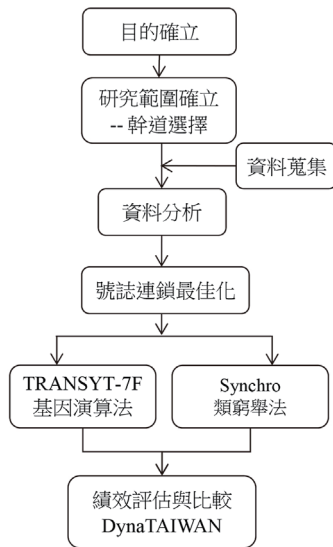 目的確立
研究範圍確立
-- 幹道選擇
資料蒐集
資料分析
號誌連鎖最佳化
TRANSYT-7F
基因演算法
Synchro
類窮舉法
績效評估與比較
DynaTAIWAN